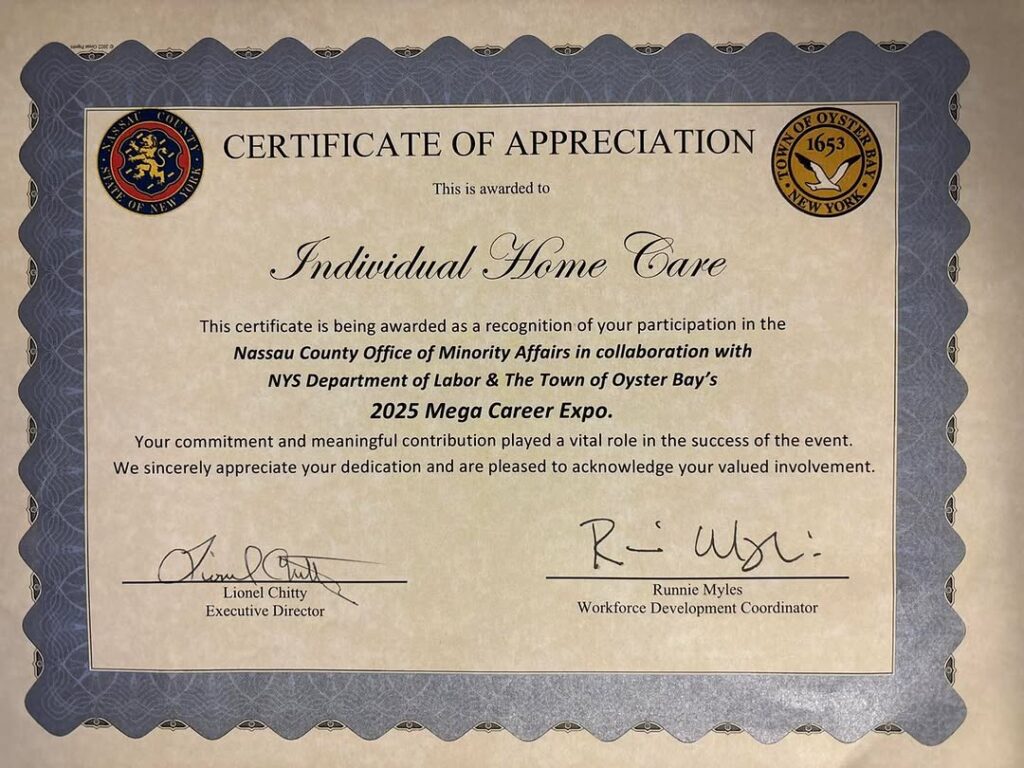 NASSAU COUNTY
STATE OF NEW YORK
CERTIFICATE OF APPRECIATION
TOWN OF OYSTER BAY
1653
NEW YORK
This is awarded to
Individual Home Care
This certificate is being awarded as a recognition of your participation in the
Nassau County Office of Minority Affairs in collaboration with
NYS Department of Labor & The Town of Oyster Bay's
2025 Mega Career Expo.
Your commitment and meaningful contribution played a vital role in the success of the event.
We sincerely appreciate your dedication and are pleased to acknowledge your valued involvement.
Lionel Chitty
Lionel Chitty
Executive Director
Runnie Myles
Workforce Development Coordinator